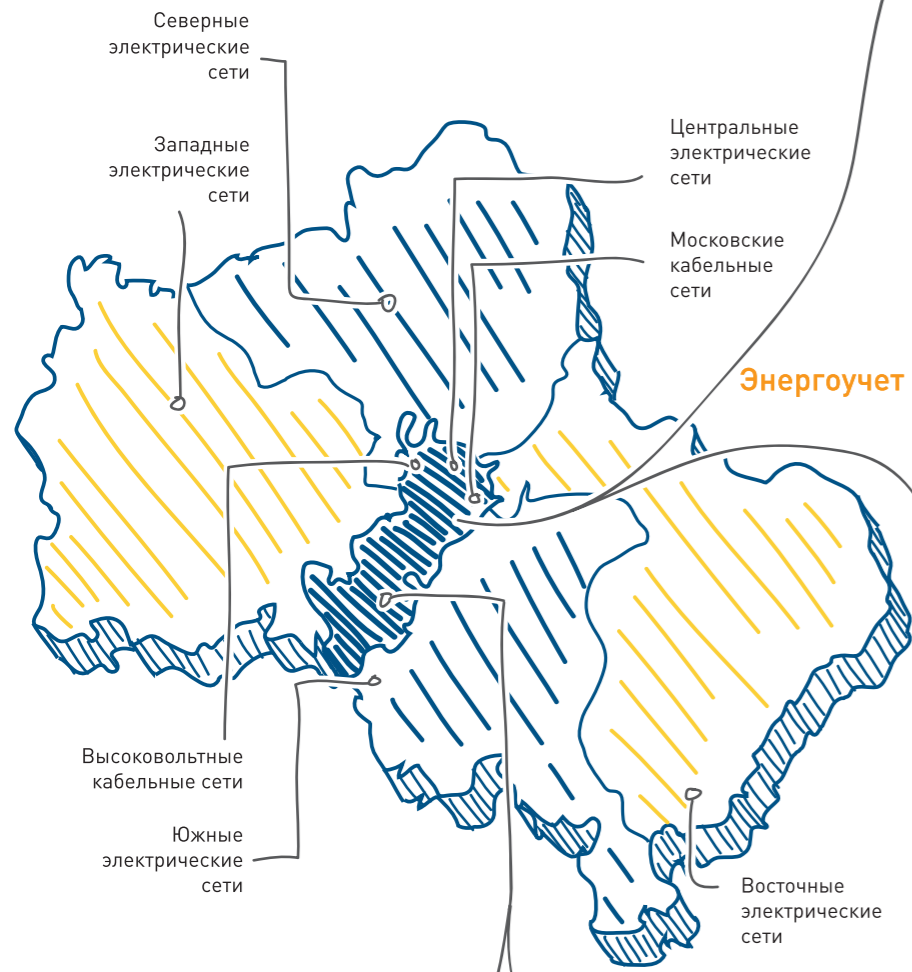 Северные
электрические
сети
Западные
электрические
сети
Центральные
электрические
сети
Московские
кабельные
сети
Энергоучет
Высоковольтные
кабельные сети
Южные
электрические
сети
Восточные
электрические
сети